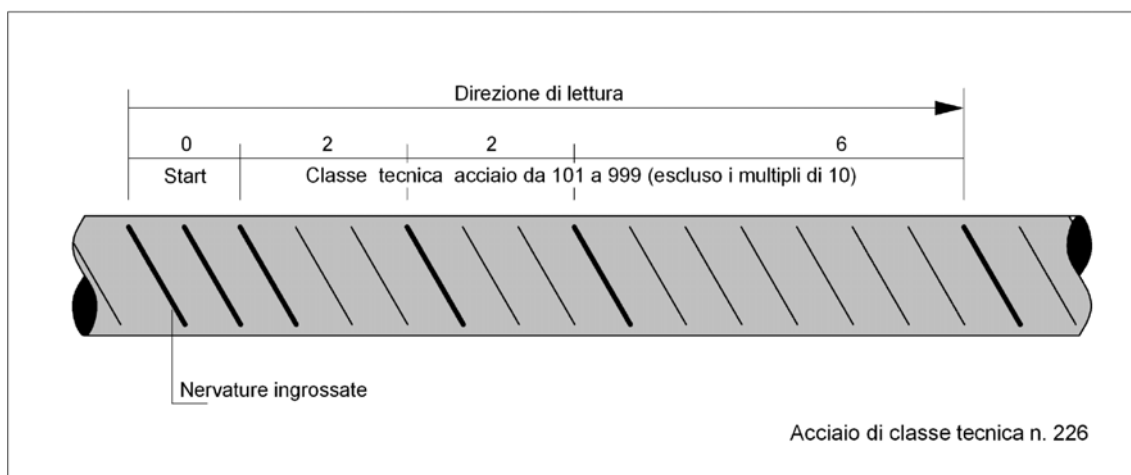 Direzione di lettura
0 2 2 6
Start Classe tecnica acciaio da 101 a 999 (escluso i multipli di 10)
Nervature ingrossate
Acciaio di classe tecnica n. 226